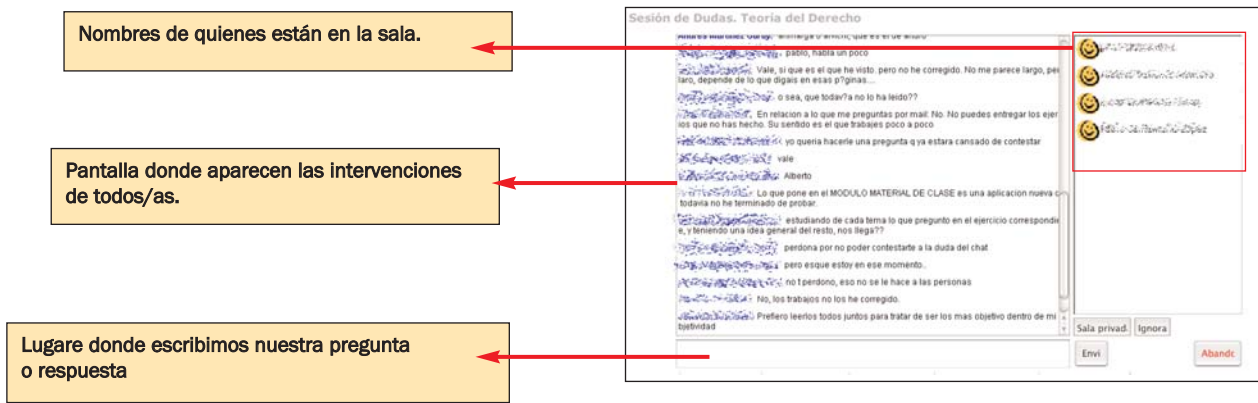 Sesión de Dudas. Teoría del Derecho
Nombres de quienes están en la sala.
pablo, habla un poco
Vale, si que es el que he visto. pero no he corregido. No me parece largo, pe
laro, depende de lo que digais en esas p?ginas....
o sea, que todav?a no lo ha leido??
En relacion a lo que me preguntas por mail: No. No puedes entregar los ejer
ios que no has hecho. Su sentido es el que trabajes poco a poco
yo queria hacerle una pregunta q ya estara cansado de contestar
Pantalla donde aparecen las intervenciones
de todos/as.
vale
Alberto
Lo que pone en el MODULO MATERIAL DE CLASE es una aplicacion nueva
todavia no he terminado de probar.
estudiando de cada tema lo que pregunto en el ejercicio correspondie
e, y teniendo una idea general del resto, nos llega??
perdona por no poder contestarte a la duda del chat
pero esque estoy en ese momento..
no t perdono, eso no se le hace a las personas
No, los trabajos no los he corregido.
Prefiero leerlos todos juntos para tratar de ser los mas objetivo dentro de mi
bjetividad
Sala privad. Ignora
Lugare donde escribimos nuestra pregunta
o respuesta
Envi Abandc